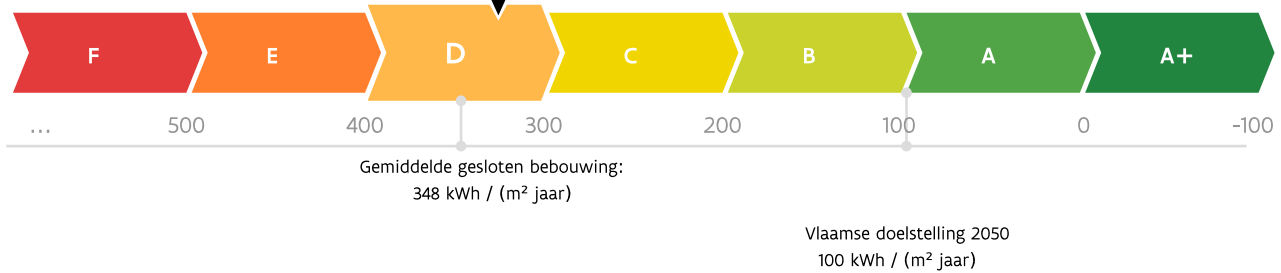 F E D C B A A+
... 500 400 300 200 100 0 -100
Gemiddelde gesloten bebouwing:
348 kWh / (m² jaar)
Vlaamse doelstelling 2050
100 kWh / (m² jaar)